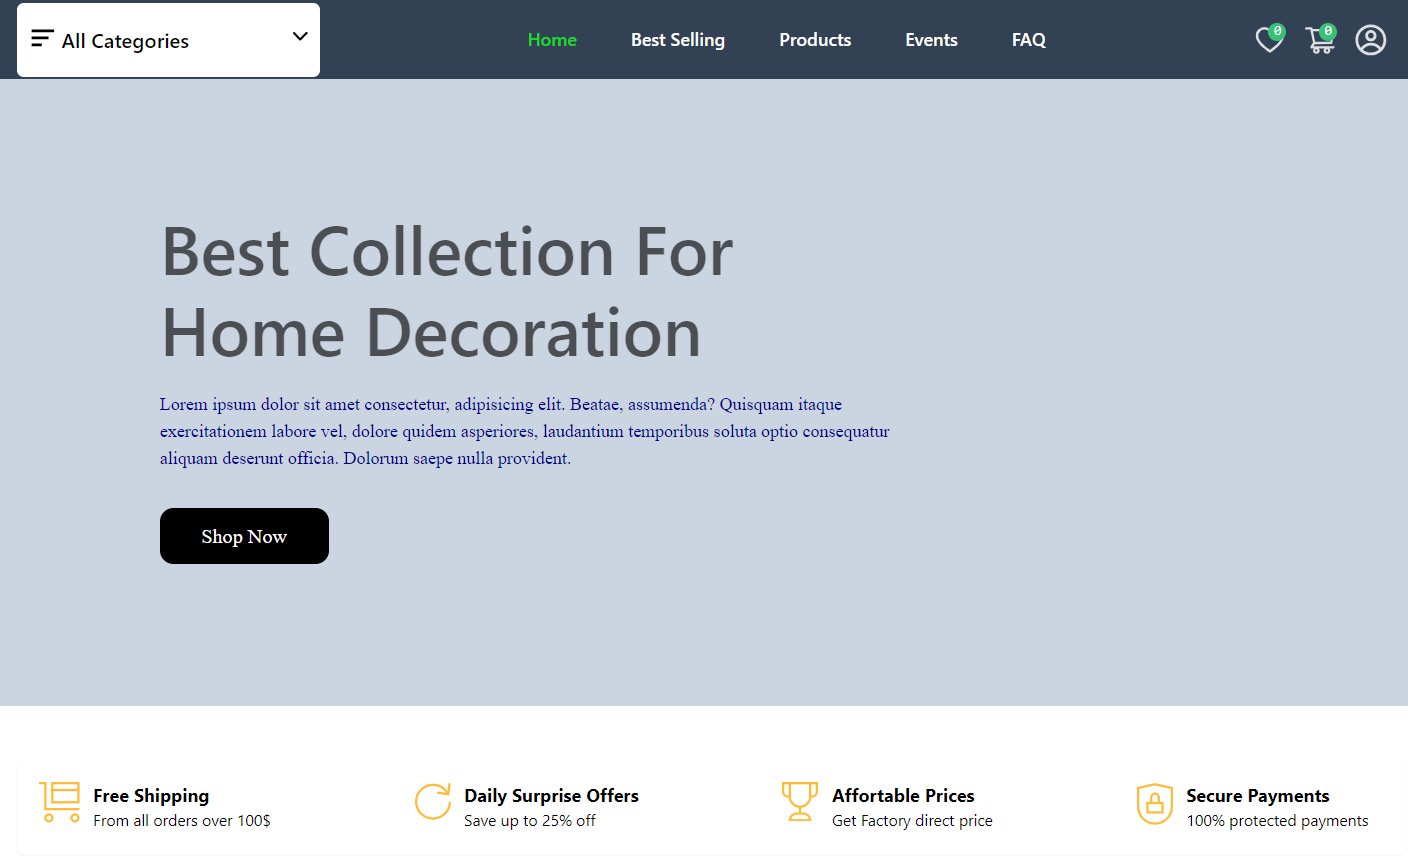 All Categories
Home
Best Selling
Products
Events
FAQ
0
0
Best Collection For
Home Decoration
Lorem ipsum dolor sit amet consectetur, adipisicing elit. Beatae, assumenda? Quisquam itaque
exercitationem labore vel, dolore quidem asperiores, laudantium temporibus soluta optio consequatur
aliquam deserunt officia. Dolorum saepe nulla provident.
Shop Now
Free Shipping
From all orders over 100$
Daily Surprise Offers
Save up to 25% off
Affortable Prices
Get Factory direct price
Secure Payments
100% protected payments